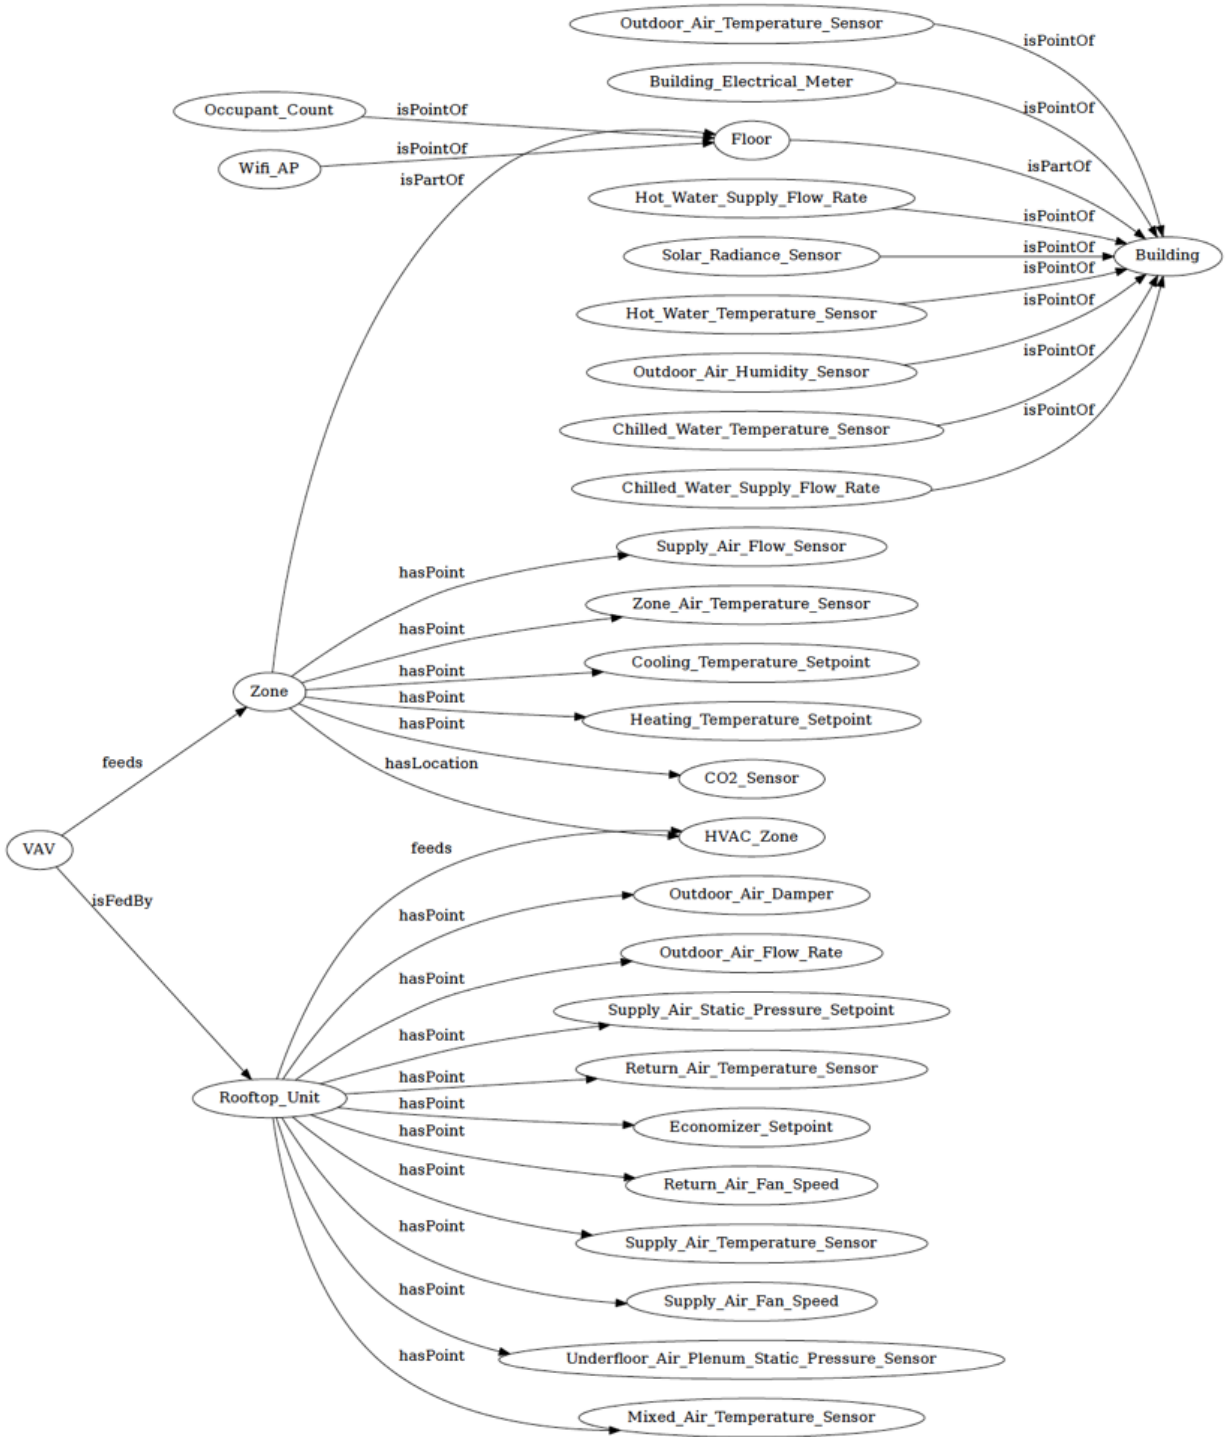 Outdoor_Air_Temperature_Sensor
isPointOf
Building_Electrical_Meter
isPointOf
Occupant_Count
isPointOf
Floor
Wifi_AP
isPointOf
isPartOf
isPartOf
Hot_Water_Supply_Flow_Rate
isPointOf
Solar_Radiance_Sensor
isPointOf
Building
isPointOf
Hot_Water_Temperature_Sensor
isPointOf
Outdoor_Air_Humidity_Sensor
isPointOf
Chilled_Water_Temperature_Sensor
isPointOf
Chilled_Water_Supply_Flow_Rate
Supply_Air_Flow_Sensor
hasPoint
Zone_Air_Temperature_Sensor
hasPoint
Cooling_Temperature_Setpoint
hasPoint
Zone
hasPoint
Heating_Temperature_Setpoint
hasPoint
feeds
hasLocation
CO2_Sensor
VAV
feeds
HVAC_Zone
isFedBy
Outdoor_Air_Damper
hasPoint
Outdoor_Air_Flow_Rate
hasPoint
Supply_Air_Static_Pressure_Setpoint
hasPoint
Return_Air_Temperature_Sensor
hasPoint
Rooftop_Unit
hasPoint
Economizer_Setpoint
hasPoint
hasPoint
Return_Air_Fan_Speed
hasPoint
Supply_Air_Temperature_Sensor
hasPoint
Supply_Air_Fan_Speed
hasPoint
Underfloor_Air_Plenum_Static_Pressure_Sensor
Mixed_Air_Temperature_Sensor